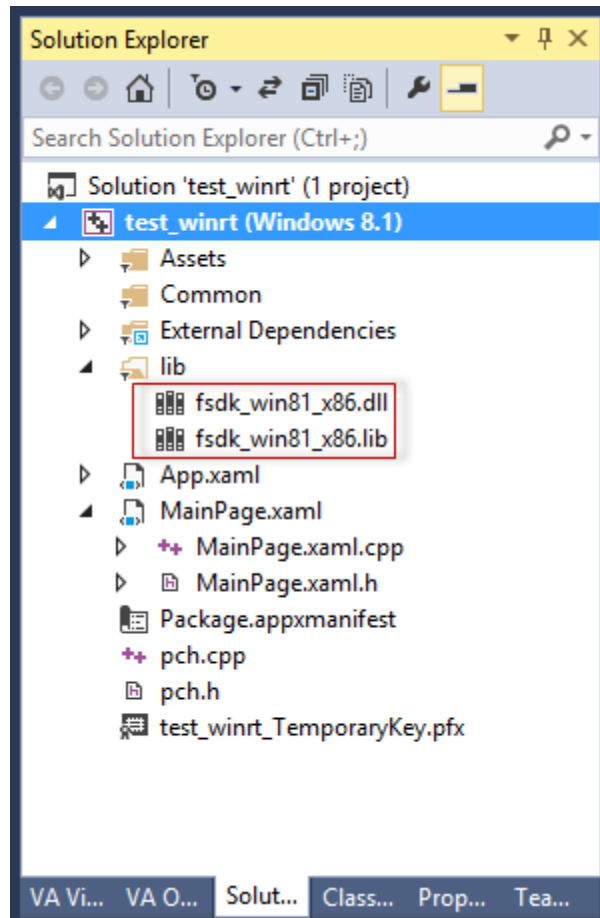 Solution Explorer
Search Solution Explorer (Ctrl+;)
Solution 'test_winrt' (1 project)
test_winrt (Windows 8.1)
Assets
Common
External Dependencies
lib
fsdk_win81_x86.dll
fsdk_win81_x86.lib
App.xaml
MainPage.xaml
MainPage.xaml.cpp
MainPage.xaml.h
Package.appxmanifest
pch.cpp
pch.h
test_winrt_TemporaryKey.pfx
VA Vi... VA O... Solut... Class... Prop... Tea...